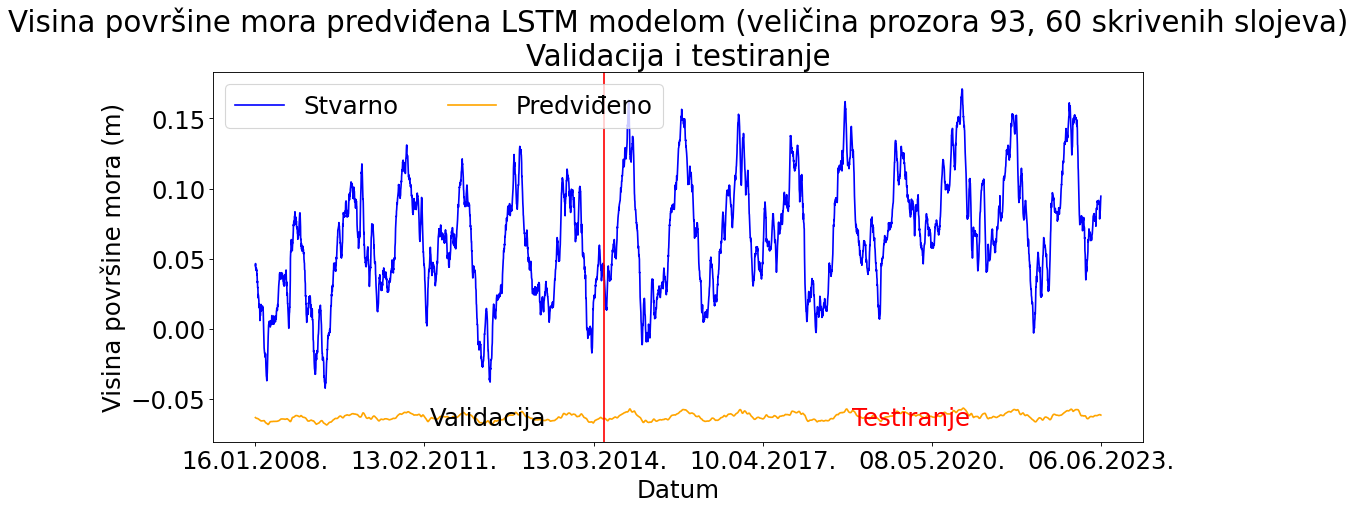 Visina površine mora predviđena LSTM modelom (veličina prozora 93, 60 skrivenih slojeva)
Validacija i testiranje
Stvarno
Predviđeno
Visina površine mora (m)
0.15
0.10
0.05
0.00
−0.05
Validacija
Testiranje
16.01.2008.
13.02.2011.
13.03.2014.
10.04.2017.
08.05.2020.
06.06.2023.
Datum